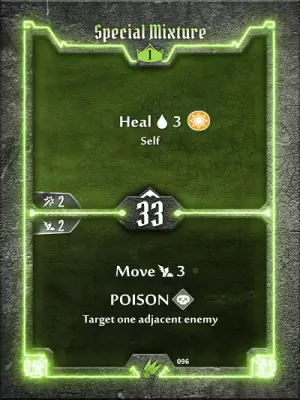 Special Mixture
1
Heal 3
Self
2
33
2
Move 3
POISON
Target one adjacent enemy
096